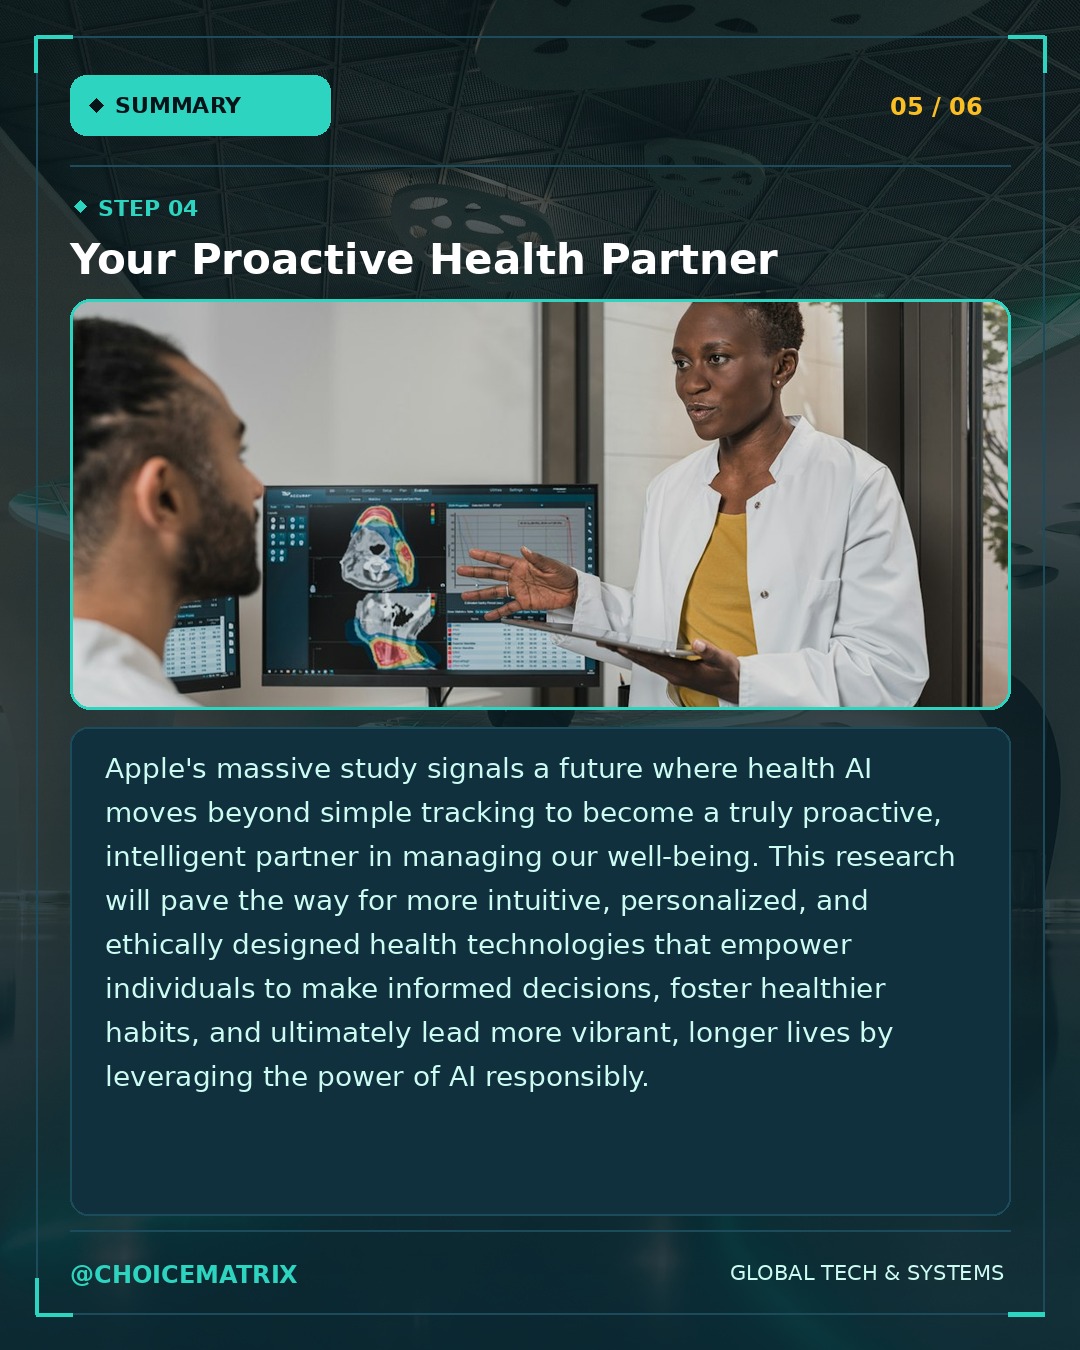 SUMMARY
05 / 06
STEP 04
Your Proactive Health Partner
ACCURAY
Apple's massive study signals a future where health AI
moves beyond simple tracking to become a truly proactive,
intelligent partner in managing our well-being. This research
will pave the way for more intuitive, personalized, and
ethically designed health technologies that empower
individuals to make informed decisions, foster healthier
habits, and ultimately lead more vibrant, longer lives by
leveraging the power of AI responsibly.
@CHOICEMATRIX
GLOBAL TECH & SYSTEMS